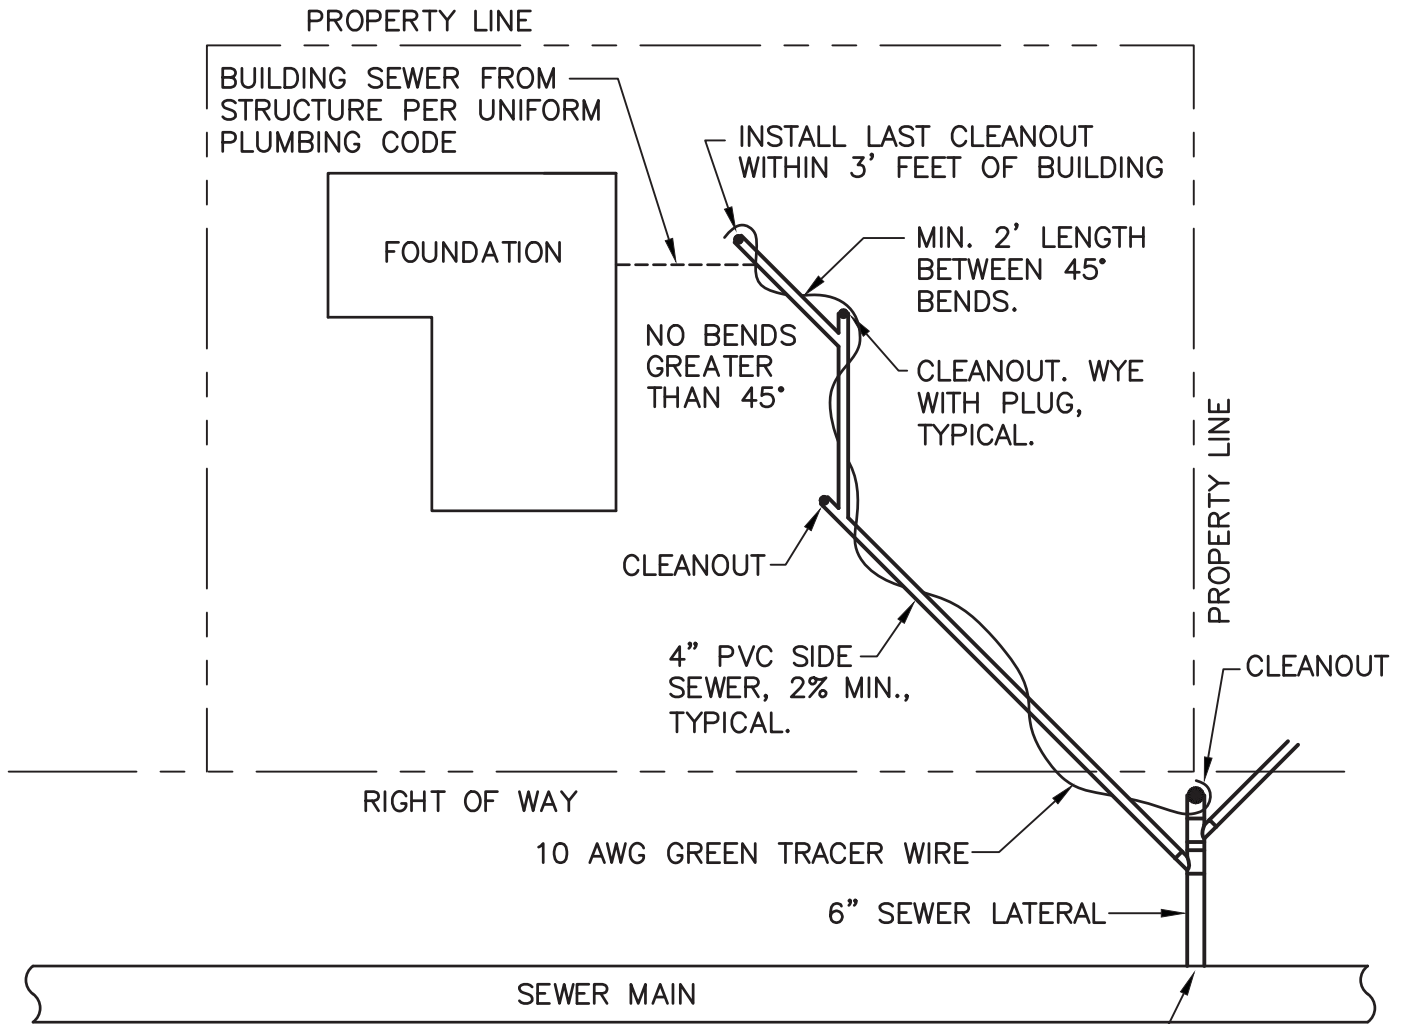 PROPERTY LINE
BUILDING SEWER FROM
STRUCTURE PER UNIFORM
PLUMBING CODE
INSTALL LAST CLEANOUT
WITHIN 3' FEET OF BUILDING
FOUNDATION
MIN. 2' LENGTH
BETWEEN 45°
BENDS.
NO BENDS
GREATER
THAN 45°
CLEANOUT. WYE
WITH PLUG,
TYPICAL.
PROPERTY LINE
CLEANOUT
4" PVC SIDE
SEWER, 2% MIN.,
TYPICAL.
CLEANOUT
RIGHT OF WAY
10 AWG GREEN TRACER WIRE
6" SEWER LATERAL
SEWER MAIN